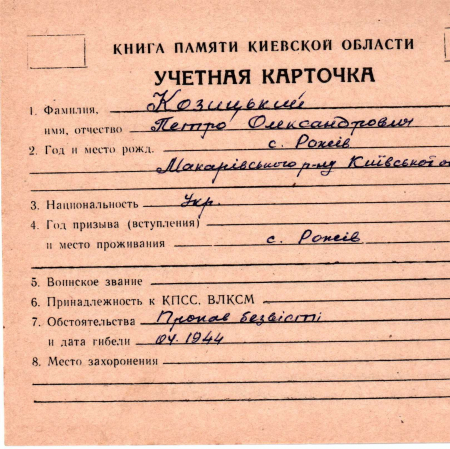 КНИГА ПАМЯТИ КИЕВСКОЙ ОБЛАСТИ
УЧЕТНАЯ КАРТОЧКА
1. Фамилия, Козицький
имя, отчество Петро Олександрович
2. Год и место рожд. с. Рожів
Макарівського р-ну Київської о
3. Национальность Укр.
4. Год призыва (вступления)
и место проживания с. Рожів
5. Воинское звание
6. Принадлежность к КПСС, ВЛКСМ
7. Обстоятельства Пропав безвісті
и дата гибели 04.1944
8. Место захоронения